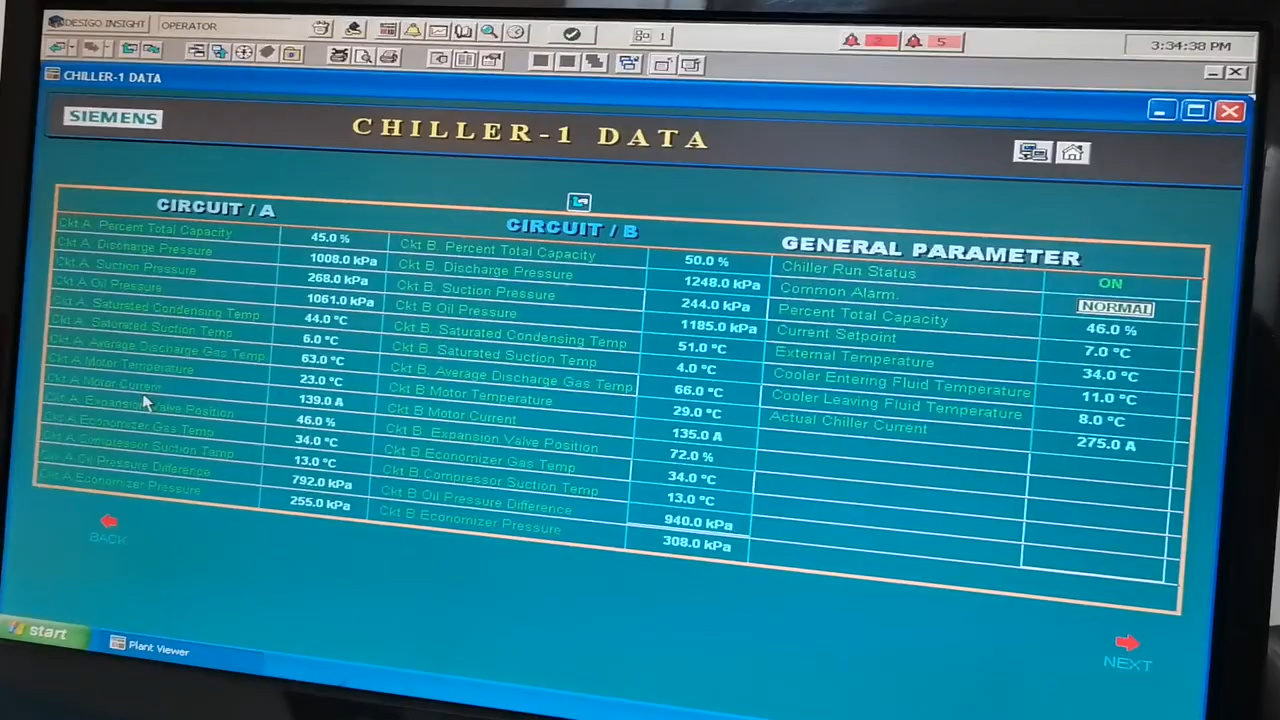 DESIGO INSIGHT OPERATOR 1 2 5 3:34:38 PM
CHILLER-1 DATA
SIEMENS
CHILLER-1 DATA
CIRCUIT / A
Ckt A. Percent Total Capacity 45.0 %
Ckt A. Discharge Pressure 1008.0 kPa
Ckt A. Suction Pressure 268.0 kPa
Ckt A Oil Pressure 1061.0 kPa
Ckt A. Saturated Condensing Temp 44.0 °C
Ckt A. Saturated Suction Temp 6.0 °C
Ckt A. Average Discharge Gas Temp 63.0 °C
Ckt A Motor Temperature 23.0 °C
Ckt A Motor Current 139.0 A
Ckt A. Expansion Valve Position 46.0 %
Ckt A Economizer Gas Temp 34.0 °C
Ckt A Compressor Suction Temp 13.0 °C
Ckt A Oil Pressure Difference 792.0 kPa
Ckt A Economizer Pressure 255.0 kPa
CIRCUIT / B
Ckt B. Percent Total Capacity 50.0 %
Ckt B. Discharge Pressure 1248.0 kPa
Ckt B. Suction Pressure 244.0 kPa
Ckt B Oil Pressure 1185.0 kPa
Ckt B. Saturated Condensing Temp 51.0 °C
Ckt B. Saturated Suction Temp 4.0 °C
Ckt B. Average Discharge Gas Temp 66.0 °C
Ckt B Motor Temperature 29.0 °C
Ckt B Motor Current 135.0 A
Ckt B. Expansion Valve Position 72.0 %
Ckt B Economizer Gas Temp 34.0 °C
Ckt B Compressor Suction Temp 13.0 °C
Ckt B Oil Pressure Difference 940.0 kPa
Ckt B Economizer Pressure 308.0 kPa
GENERAL PARAMETER
Chiller Run Status ON
Common Alarm. NORMAL
Percent Total Capacity 46.0 %
Current Setpoint 7.0 °C
External Temperature 34.0 °C
Cooler Entering Fluid Temperature 11.0 °C
Cooler Leaving Fluid Temperature 8.0 °C
Actual Chiller Current 275.0 A
BACK
NEXT
start Plant Viewer